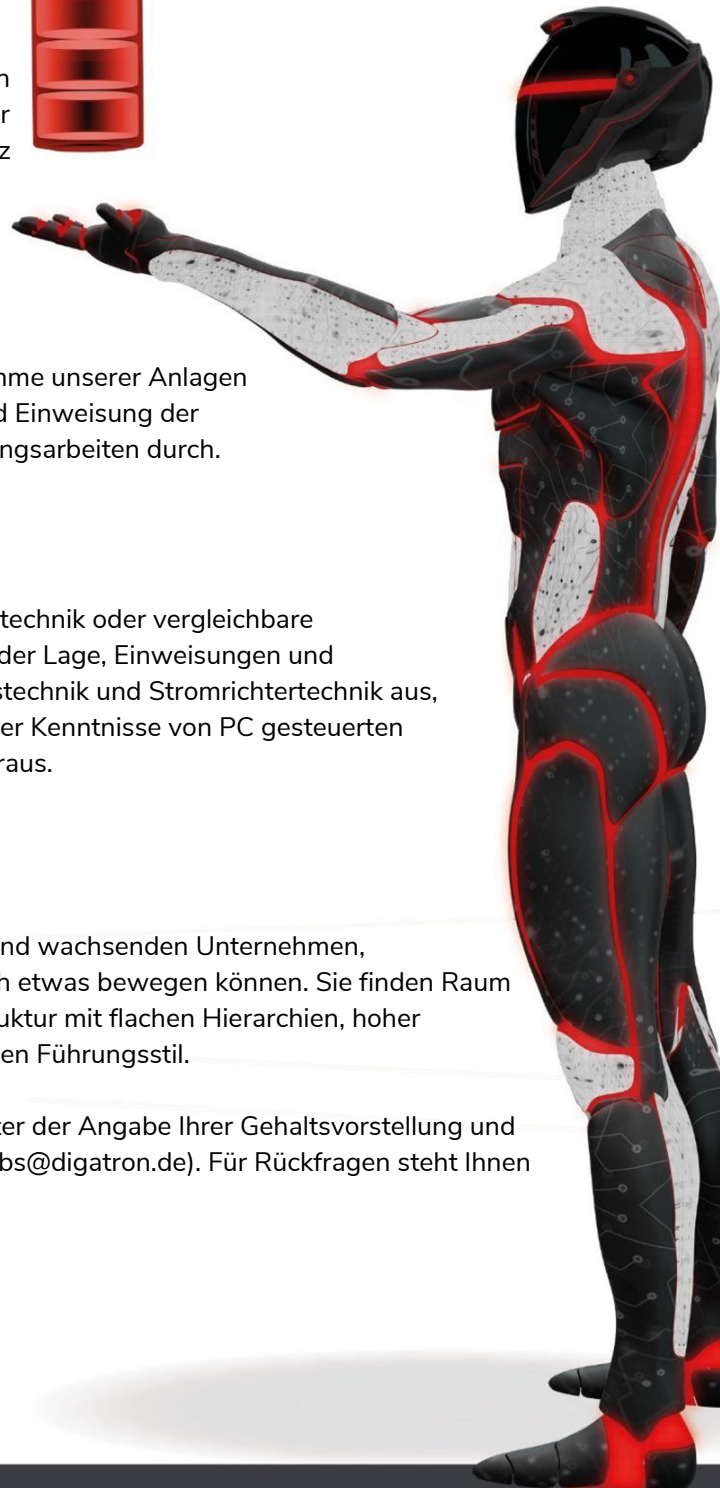 n
r
z
hme unserer Anlagen
d Einweisung der
ngsarbeiten durch.
technik oder vergleichbare
der Lage, Einweisungen und
stechnik und Stromrichtertechnik aus,
er Kenntnisse von PC gesteuerten
raus.
und wachsenden Unternehmen,
h etwas bewegen können. Sie finden Raum
uktur mit flachen Hierarchien, hoher
en Führungsstil.
ter der Angabe Ihrer Gehaltsvorstellung und
bs@digatron.de). Für Rückfragen steht Ihnen